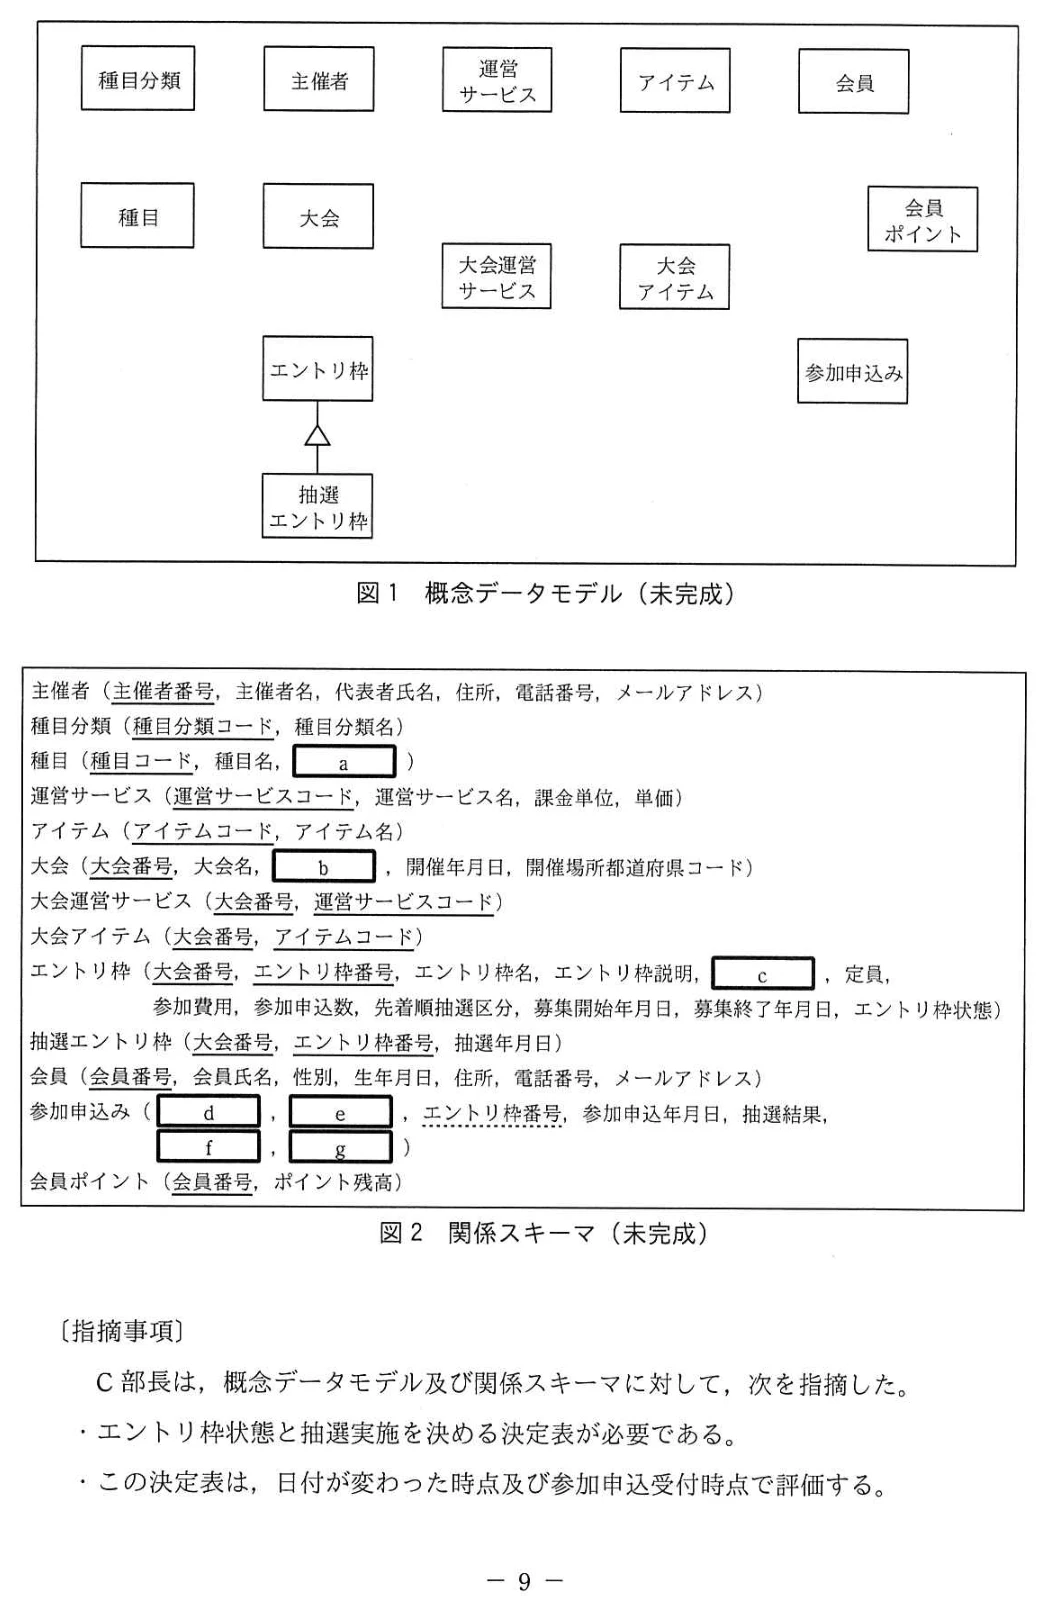 種目分類
主催者
運営
サービス
アイテム
会員
種目
大会
会員
ポイント
大会運営
サービス
大会
アイテム
エントリ枠
参加申込み
抽選
エントリ枠
図1 概念データモデル（未完成）
主催者（主催者番号，主催者名，代表者氏名，住所，電話番号，メールアドレス）
種目分類（種目分類コード，種目分類名）
種目（種目コード，種目名， a ）
運営サービス（運営サービスコード，運営サービス名，課金単位，単価）
アイテム（アイテムコード，アイテム名）
大会（大会番号，大会名， b ，開催年月日，開催場所都道府県コード）
大会運営サービス（大会番号，運営サービスコード）
大会アイテム（大会番号，アイテムコード）
エントリ枠（大会番号，エントリ枠番号，エントリ枠名，エントリ枠説明， c ，定員，
参加費用，参加申込数，先着順抽選区分，募集開始年月日，募集終了年月日，エントリ枠状態）
抽選エントリ枠（大会番号，エントリ枠番号，抽選年月日）
会員（会員番号，会員氏名，性別，生年月日，住所，電話番号，メールアドレス）
参加申込み（ d ， e ，エントリ枠番号，参加申込年月日，抽選結果，
f ， g ）
会員ポイント（会員番号，ポイント残高）
図2 関係スキーマ（未完成）
〔指摘事項〕
C部長は，概念データモデル及び関係スキーマに対して，次を指摘した。
・エントリ枠状態と抽選実施を決める決定表が必要である。
・この決定表は，日付が変わった時点及び参加申込受付時点で評価する。
－ 9 －